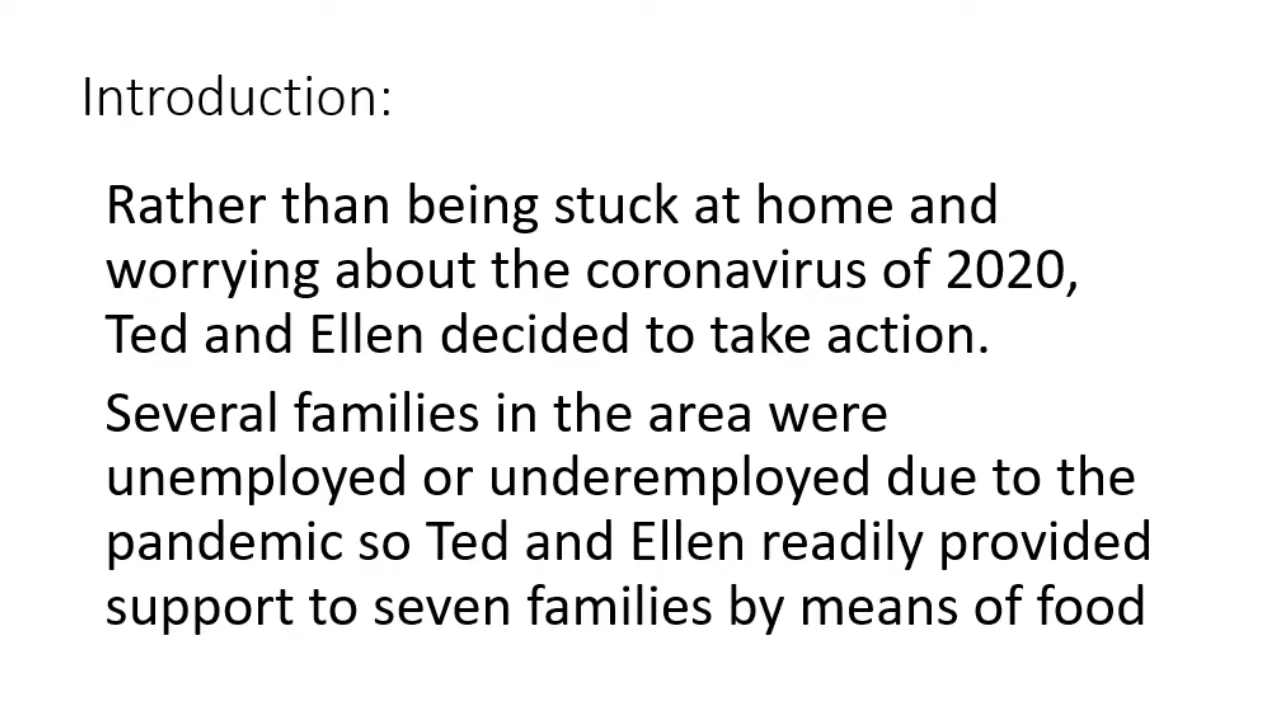 Introduction:
Rather than being stuck at home and
worrying about the coronavirus of 2020,
Ted and Ellen decided to take action.
Several families in the area were
unemployed or underemployed due to the
pandemic so Ted and Ellen readily provided
support to seven families by means of food